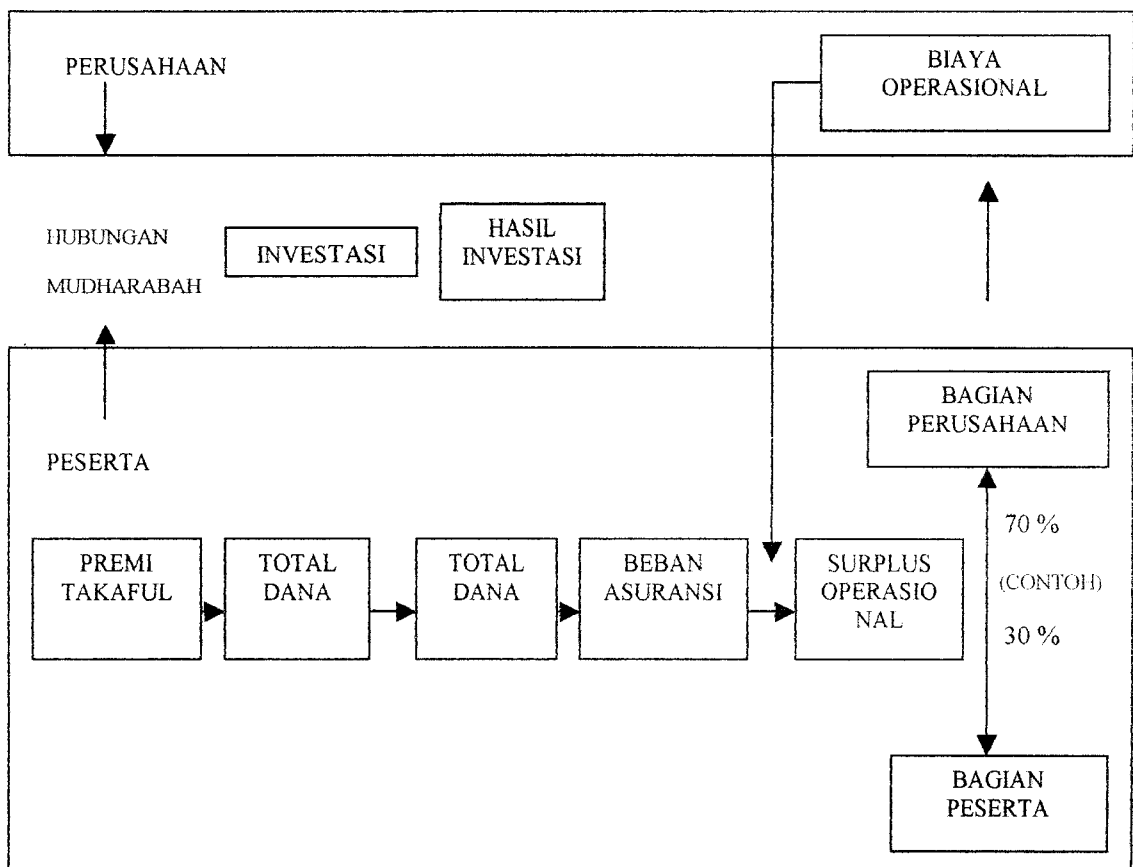 PERUSAHAAN
BIAYA
OPERASIONAL
HUBUNGAN
MUDHARABAH
INVESTASI
HASIL
INVESTASI
BAGIAN
PERUSAHAAN
PESERTA
70 %
(CONTOH)
30 %
PREMI
TAKAFUL
TOTAL
DANA
TOTAL
DANA
BEBAN
ASURANSI
SURPLUS
OPERASIO
NAL
BAGIAN
PESERTA